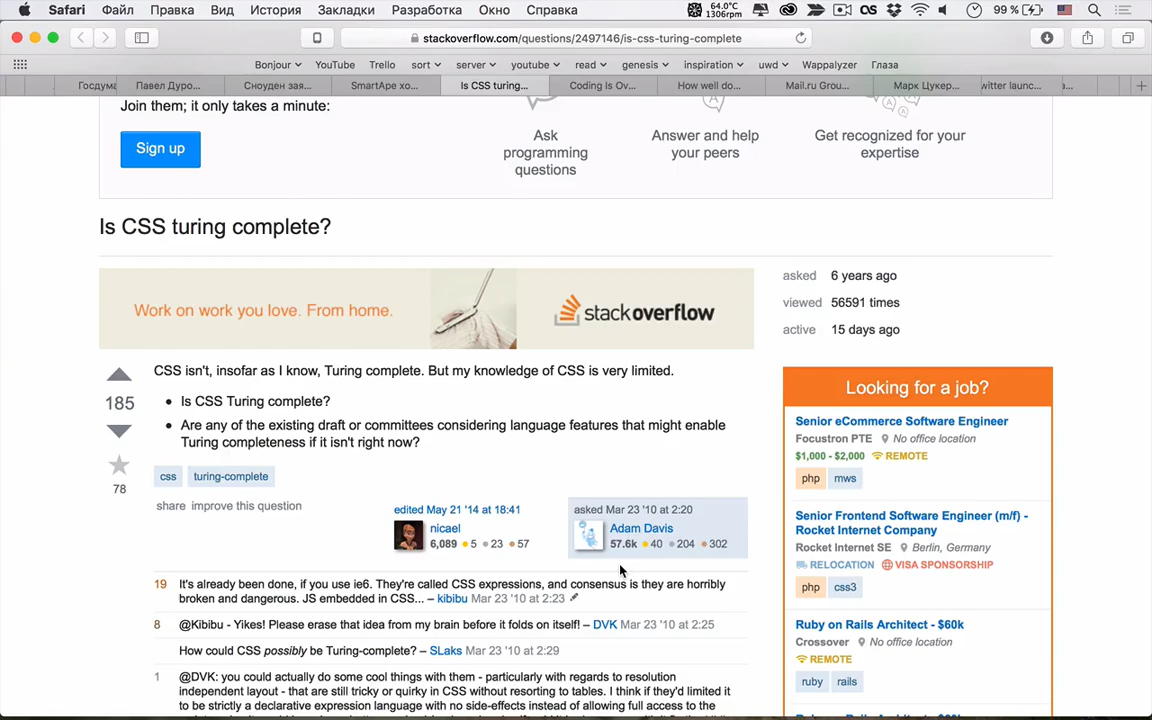 Safari Файл Правка Вид История Закладки Разработка Окно Справка 64.0°C 1306rpm 99 %
stackoverflow.com/questions/2497146/is-css-turing-complete
Bonjour YouTube Trello sort server youtube read genesis inspiration uwd Wappalyzer Глаза
Госдума Павел Дуро... Сноуден зая... SmartApe хо... Is CSS turing... Coding Is Ov... How well do... Mail.ru Grou... Марк Цукер... witter launc...
Join them; it only takes a minute:
Sign up
Ask programming questions
Answer and help your peers
Get recognized for your expertise
Is CSS turing complete?
Work on work you love. From home.
stackoverflow
asked 6 years ago
viewed 56591 times
active 15 days ago
185
78
CSS isn't, insofar as I know, Turing complete. But my knowledge of CSS is very limited.
• Is CSS Turing complete?
• Are any of the existing draft or committees considering language features that might enable
Turing completeness if it isn't right now?
css turing-complete
share improve this question
edited May 21 '14 at 18:41
nicael
6,089 5 23 57
asked Mar 23 '10 at 2:20
Adam Davis
57.6k 40 204 302
19 It's already been done, if you use ie6. They're called CSS expressions, and consensus is they are horribly
broken and dangerous. JS embedded in CSS... – kibibu Mar 23 '10 at 2:23
8 @Kibibu - Yikes! Please erase that idea from my brain before it folds on itself! – DVK Mar 23 '10 at 2:25
How could CSS possibly be Turing-complete? – SLaks Mar 23 '10 at 2:29
1 @DVK: you could actually do some cool things with them - particularly with regards to resolution
independent layout - that are still tricky or quirky in CSS without resorting to tables. I think if they'd limited it
to be strictly a declarative expression language with no side-effects instead of allowing full access to the
Looking for a job?
Senior eCommerce Software Engineer
Focustron PTE No office location
$1,000 - $2,000 REMOTE
php mws
Senior Frontend Software Engineer (m/f) -
Rocket Internet Company
Rocket Internet SE Berlin, Germany
RELOCATION VISA SPONSORSHIP
php css3
Ruby on Rails Architect - $60k
Crossover No office location
REMOTE
ruby rails